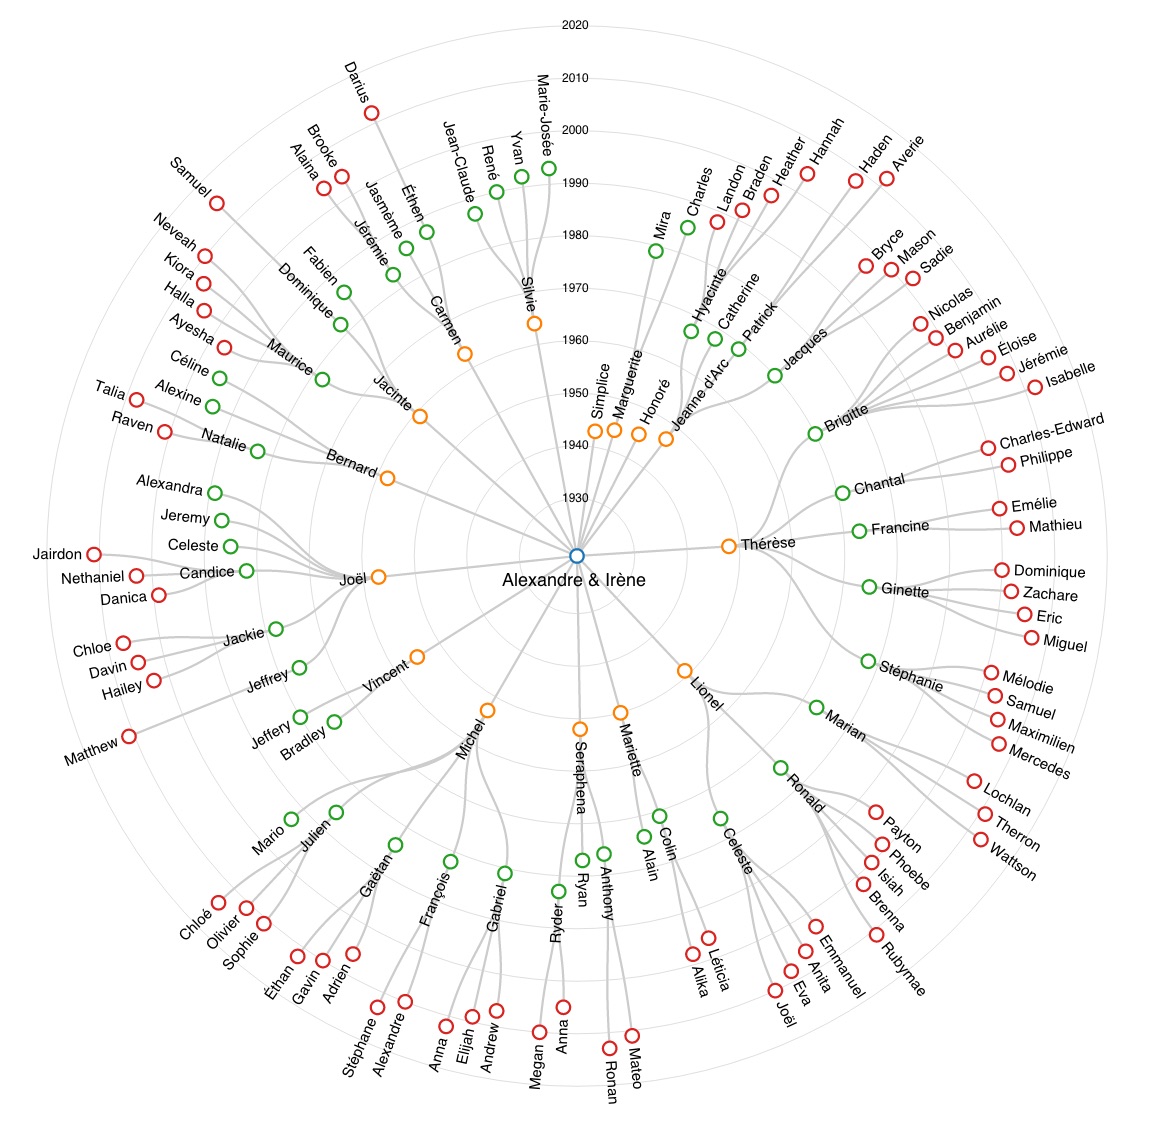 2020
2010
2000
1990
1980
1970
1960
1950
1940
1930
Alexandre & Irène
Simplice
Marguerite
Mira
Honoré
Charles
Jeanne d'Arc
Hyacinte
Landon
Braden
Heather
Hannah
Catherine
Patrick
Haden
Averie
Jacques
Bryce
Mason
Sadie
Thérèse
Brigitte
Nicolas
Benjamin
Aurélie
Éloise
Jérémie
Isabelle
Chantal
Charles-Edward
Philippe
Francine
Emélie
Mathieu
Ginette
Dominique
Zachare
Eric
Miguel
Stéphanie
Mélodie
Samuel
Maximilien
Mercedes
Lionel
Marian
Lochlan
Therron
Wattson
Ronald
Payton
Phoebe
Isiah
Brenna
Rubymae
Celeste
Emmanuel
Anita
Eva
Joël
Mariette
Colin
Léticia
Alika
Alain
Seraphena
Anthony
Mateo
Ronan
Ryan
Ryder
Anna
Megan
Michel
Gabriel
Andrew
Elijah
Anna
François
Alexandre
Stéphane
Gaëtan
Adrien
Gavin
Éthan
Julien
Sophie
Olivier
Chloé
Mario
Vincent
Bradley
Jeffery
Joël
Jeffrey
Matthew
Jackie
Hailey
Davin
Chloe
Candice
Danica
Nethaniel
Jairdon
Celeste
Jeremy
Alexandra
Bernard
Natalie
Raven
Talia
Alexine
Céline
Jacinte
Maurice
Ayesha
Halla
Kiora
Neveah
Dominique
Samuel
Fabien
Carmen
Jérémie
Alaina
Jasmème
Brooke
Éthen
Darius
Silvie
Jean-Claude
René
Yvan
Marie-Josée